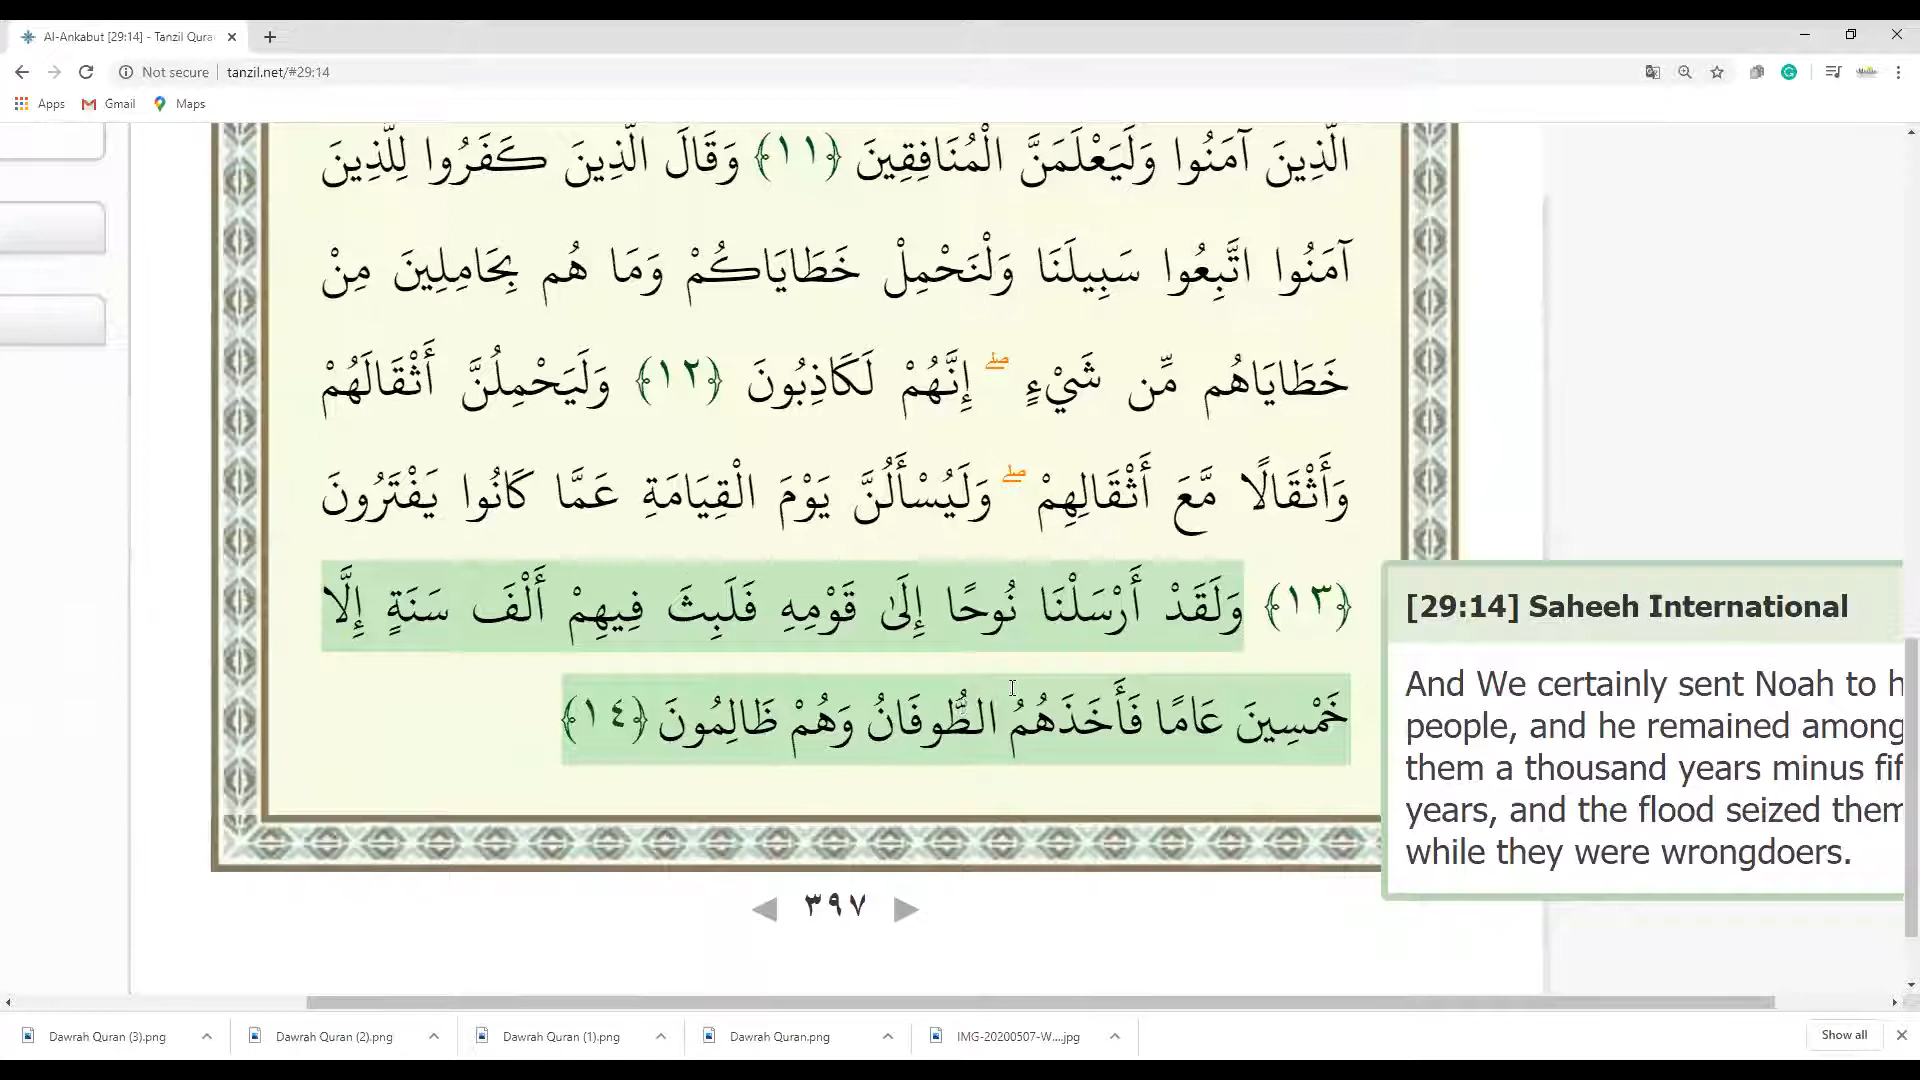 Al-Ankabut [29:14] - Tanzil Qura
Not secure
tanzil.net/#29:14
Apps
Gmail
Maps
الَّذِينَ آمَنُوا وَلَيَعْلَمَنَّ الْمُنَافِقِينَ ﴿١١﴾ وَقَالَ الَّذِينَ كَفَرُوا لِلَّذِينَ
آمَنُوا اتَّبِعُوا سَبِيلَنَا وَلْنَحْمِلْ خَطَايَاكُمْ وَمَا هُم بِحَامِلِينَ مِنْ
خَطَايَاهُم مِّن شَيْءٍ ۖ إِنَّهُمْ لَكَاذِبُونَ ﴿١٢﴾ وَلَيَحْمِلُنَّ أَثْقَالَهُمْ
وَأَثْقَالًا مَّعَ أَثْقَالِهِمْ ۖ وَلَيُسْأَلُنَّ يَوْمَ الْقِيَامَةِ عَمَّا كَانُوا يَفْتَرُونَ
﴿١٣﴾ وَلَقَدْ أَرْسَلْنَا نُوحًا إِلَىٰ قَوْمِهِ فَلَبِثَ فِيهِمْ أَلْفَ سَنَةٍ إِلَّا
خَمْسِينَ عَامًا فَأَخَذَهُمُ الطُّوفَانُ وَهُمْ ظَالِمُونَ ﴿١٤﴾
٣٩٧
[29:14] Saheeh International
And We certainly sent Noah to h
people, and he remained among
them a thousand years minus fif
years, and the flood seized them
while they were wrongdoers.
Dawrah Quran (3).png
Dawrah Quran (2).png
Dawrah Quran (1).png
Dawrah Quran.png
IMG-20200507-W....jpg
Show all